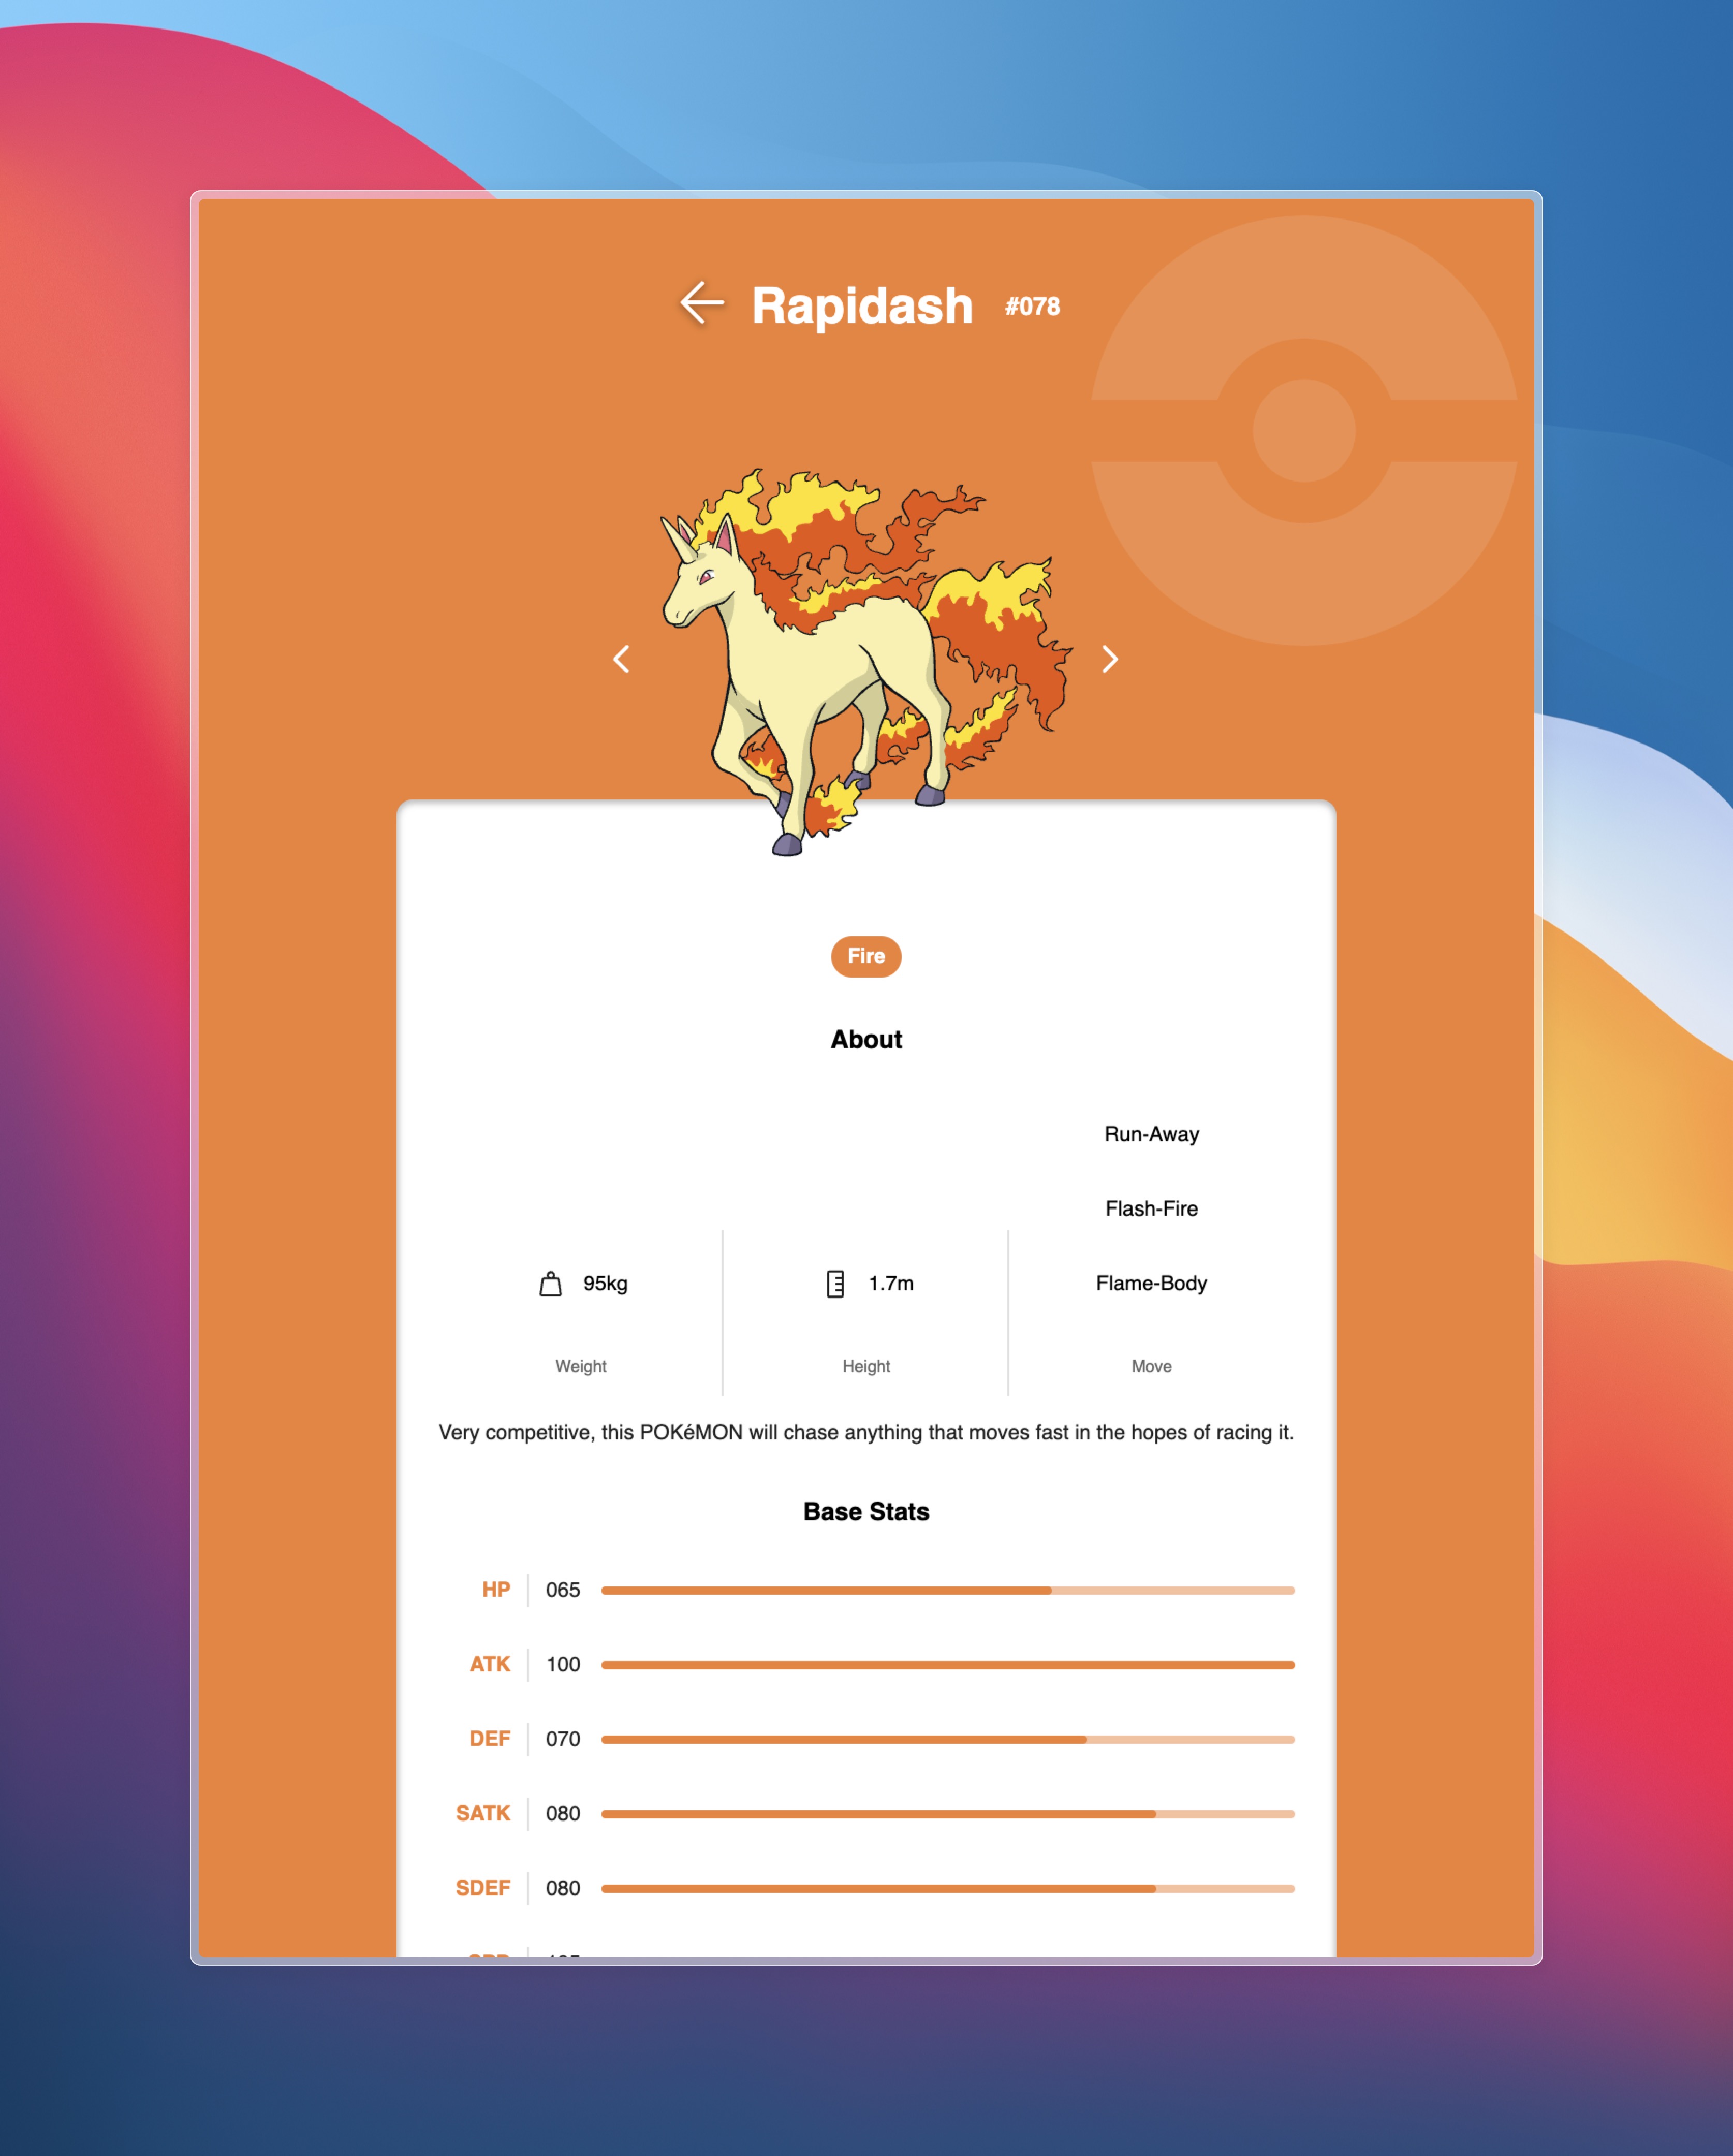 Rapidash #078
Fire
About
Run-Away
Flash-Fire
95kg 1.7m Flame-Body
Weight Height Move
Very competitive, this POKéMON will chase anything that moves fast in the hopes of racing it.
Base Stats
HP 065
ATK 100
DEF 070
SATK 080
SDEF 080